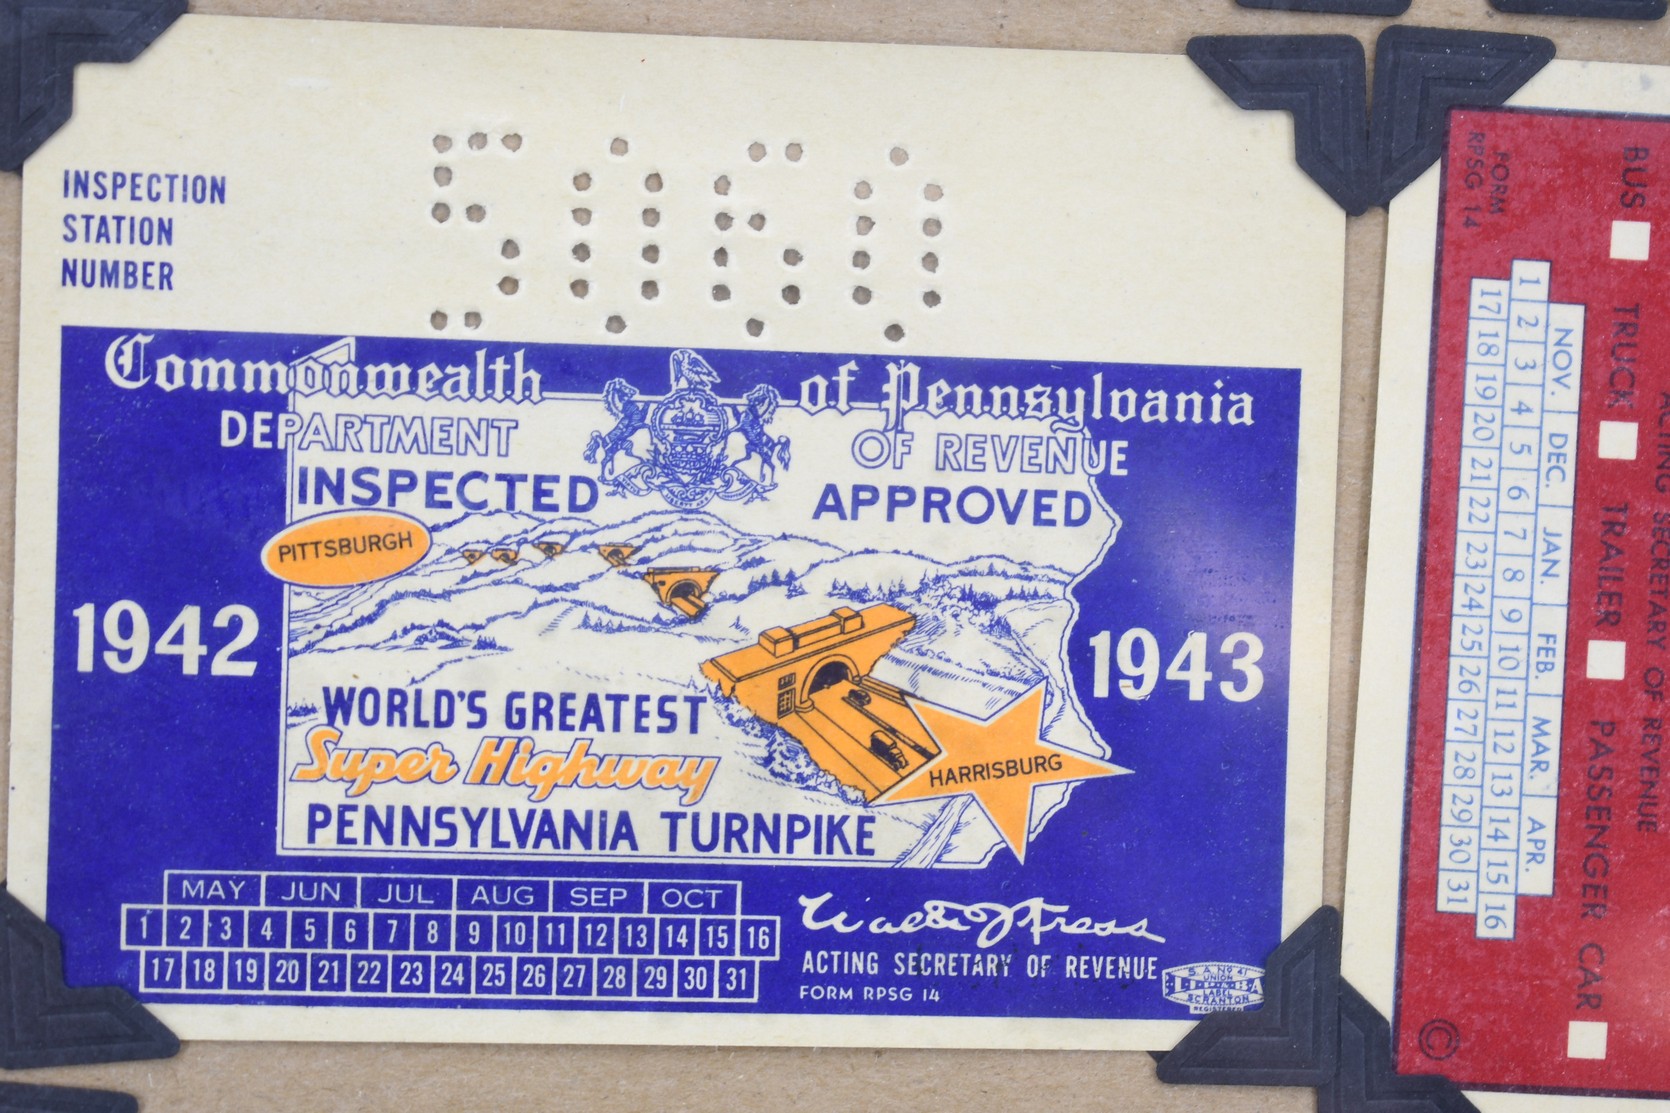 5060
INSPECTION
STATION
NUMBER
Commonwealth of Pennsylvania
DEPARTMENT OF REVENUE
INSPECTED APPROVED
PITTSBURGH
1942 1943
WORLD'S GREATEST
Super Highway
HARRISBURG
PENNSYLVANIA TURNPIKE
MAY JUN JUL AUG SEP OCT
1 2 3 4 5 6 7 8 9 10 11 12 13 14 15 16
17 18 19 20 21 22 23 24 25 26 27 28 29 30 31
Walter J Kress
ACTING SECRETARY OF REVENUE
FORM RPSG 14
UNION
LABEL
SCRANTON
REGISTERED
ACTING SECRETARY OF REVENUE
BUS TRUCK TRAILER PASSENGER CAR
NOV. DEC. JAN. FEB. MAR. APR.
1 2 3 4 5 6 7 8 9 10 11 12 13 14 15 16
17 18 19 20 21 22 23 24 25 26 27 28 29 30 31
FORM
RPSG 14
©